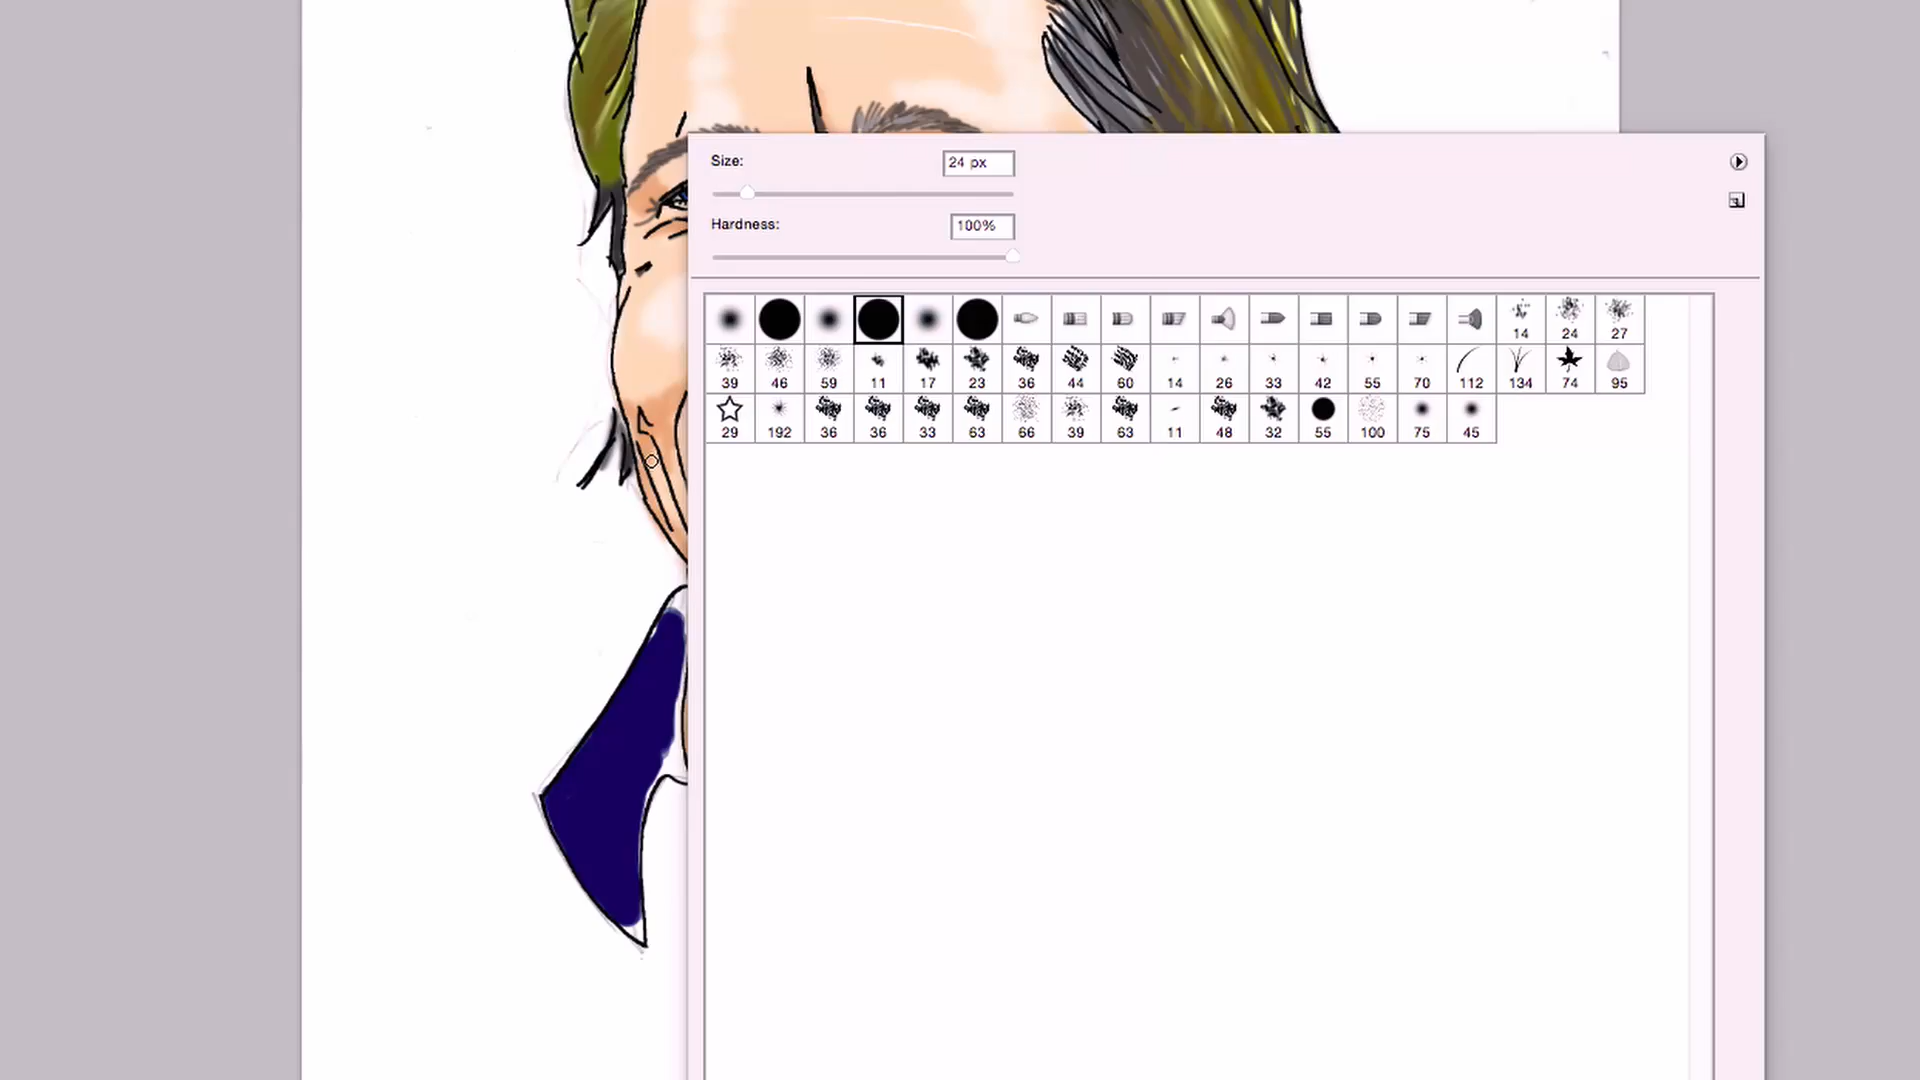 Size: 24 px
Hardness: 100%
14 24 27
39 46 59 11 17 23 36 44 60 14 26 33 42 55 70 112 134 74 95
29 192 36 36 33 63 66 39 63 11 48 32 55 100 75 45